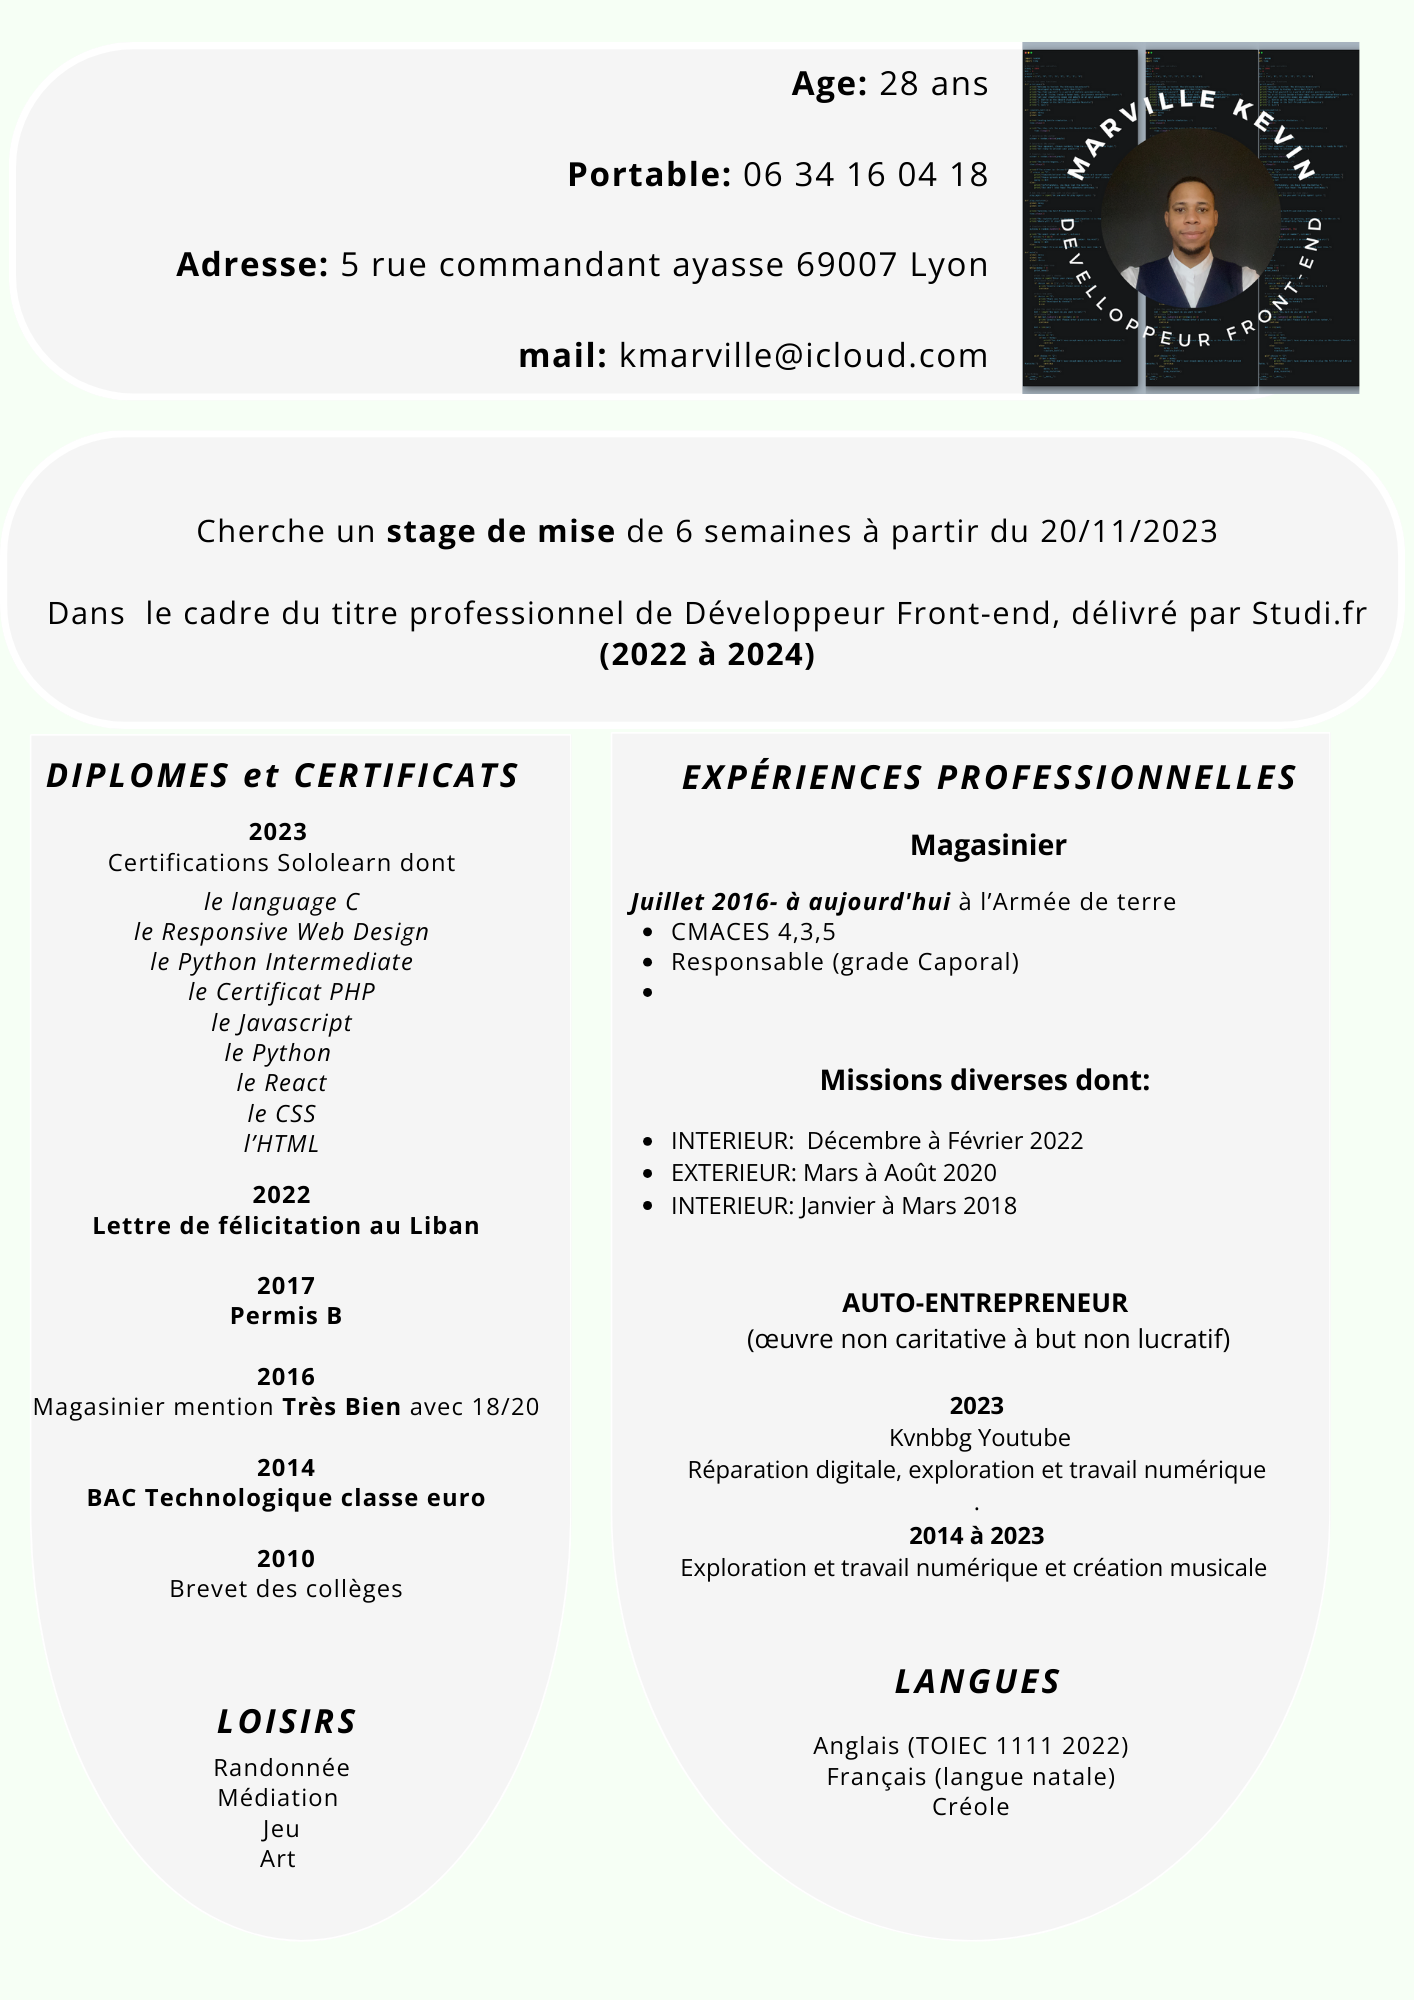 Age: 28 ans
Portable: 06 34 16 04 18
Adresse: 5 rue commandant ayasse 69007 Lyon
mail: kmarville@icloud.com
MARVILLE KEVIN
DEVELLOPPEUR FRONT-END
Cherche un stage de mise de 6 semaines à partir du 20/11/2023
Dans le cadre du titre professionnel de Développeur Front-end, délivré par Studi.fr
(2022 à 2024)
DIPLOMES et CERTIFICATS
2023
Certifications Sololearn dont
le language C
le Responsive Web Design
le Python Intermediate
le Certificat PHP
le Javascript
le Python
le React
le CSS
l’HTML
2022
Lettre de félicitation au Liban
2017
Permis B
2016
Magasinier mention Très Bien avec 18/20
2014
BAC Technologique classe euro
2010
Brevet des collèges
LOISIRS
Randonnée
Médiation
Jeu
Art
EXPÉRIENCES PROFESSIONNELLES
Magasinier
Juillet 2016- à aujourd'hui à l’Armée de terre
• CMACES 4,3,5
• Responsable (grade Caporal)
•
Missions diverses dont:
• INTERIEUR: Décembre à Février 2022
• EXTERIEUR: Mars à Août 2020
• INTERIEUR: Janvier à Mars 2018
AUTO-ENTREPRENEUR
(œuvre non caritative à but non lucratif)
2023
Kvnbbg Youtube
Réparation digitale, exploration et travail numérique
.
2014 à 2023
Exploration et travail numérique et création musicale
LANGUES
Anglais (TOIEC 1111 2022)
Français (langue natale)
Créole